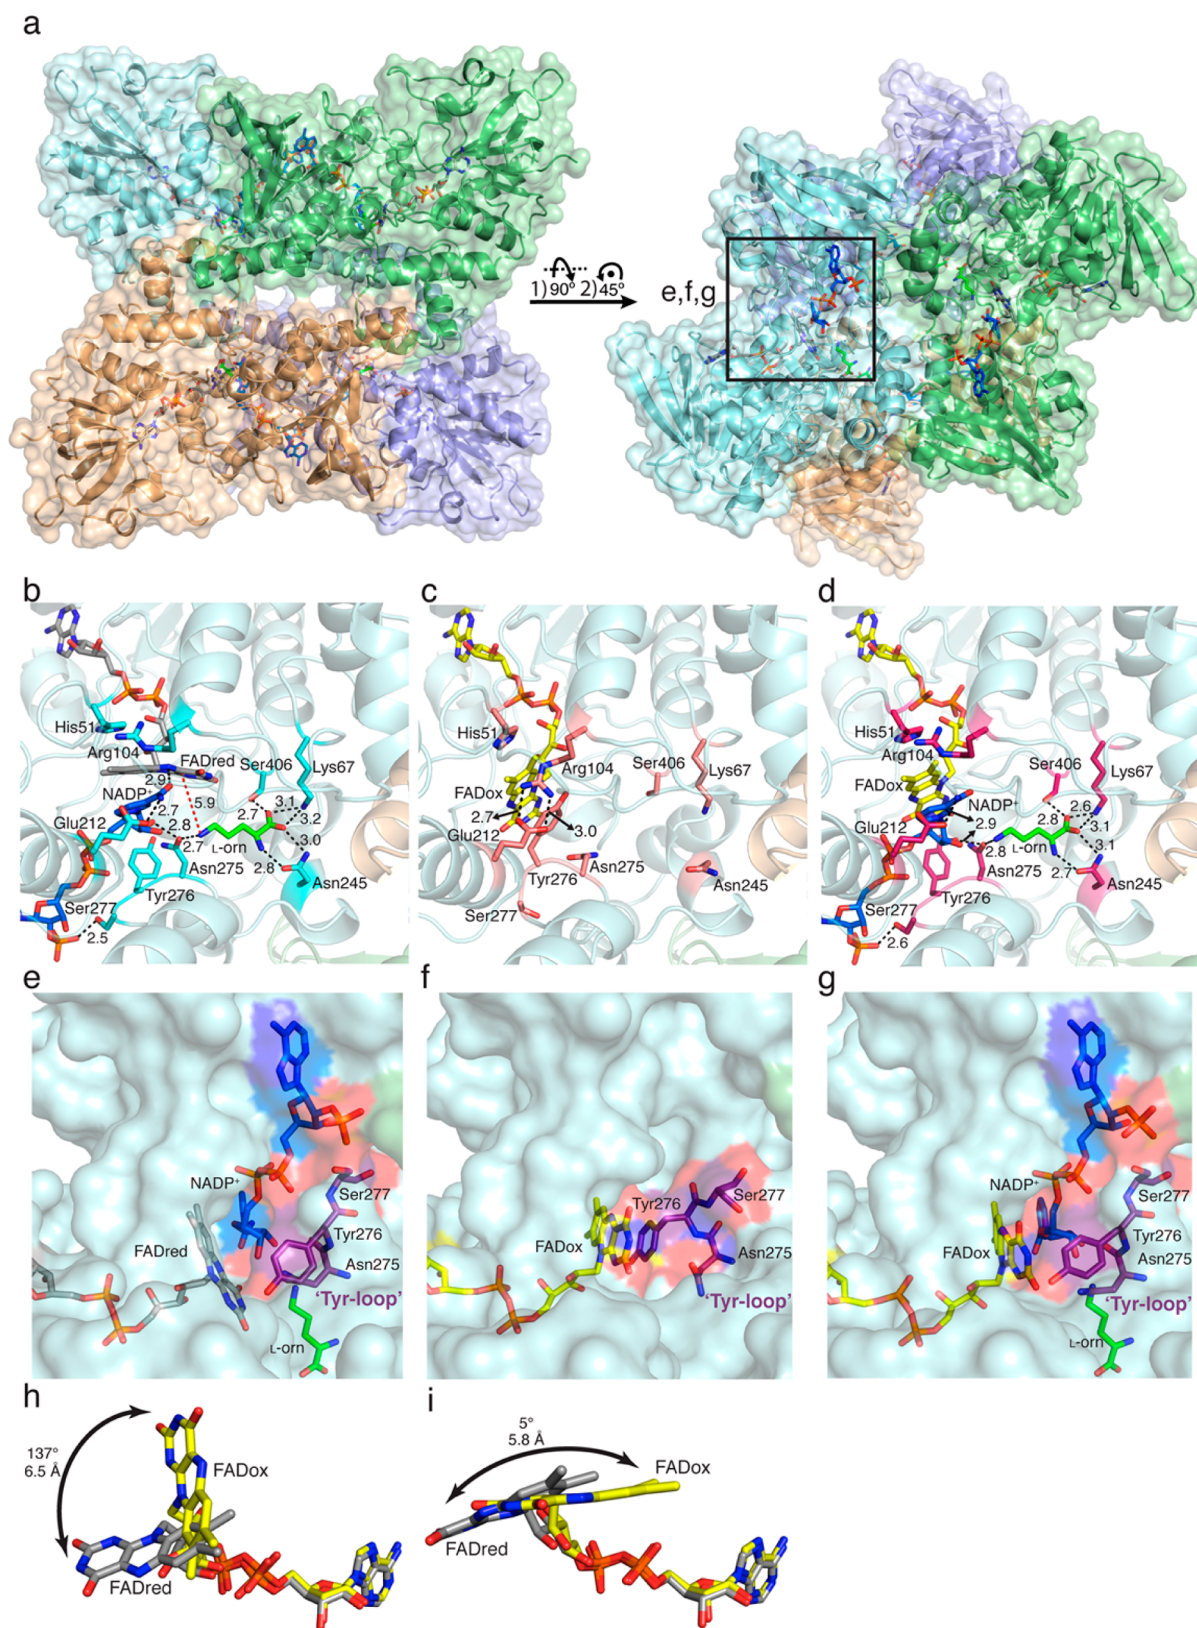 a
1)90° 2)45°
e,f,g
b
His51
Arg104
FADred
Ser406
Lys67
2.9
NADP+
2.7
5.9
2.7
3.1
3.2
Glu212
2.8
2.7
L-orn
3.0
2.8
Asn275
Asn245
Tyr276
Ser277
2.5
c
His51
Arg104
Ser406
Lys67
FADox
2.7
Glu212
3.0
Asn275
Tyr276
Asn245
Ser277
d
His51
Arg104
Ser406
Lys67
FADox
NADP+
2.6
2.8
3.1
Glu212
2.9
2.8
L-orn
3.1
Asn275
2.7
Tyr276
Asn245
Ser277
2.6
e
NADP+
Ser277
Tyr276
FADred
Asn275
'Tyr-loop'
L-orn
f
Tyr276
Ser277
FADox
Asn275
'Tyr-loop'
g
NADP+
Ser277
Tyr276
FADox
Asn275
'Tyr-loop'
L-orn
h
137°
6.5 Å
FADox
FADred
i
5°
5.8 Å
FADox
FADred